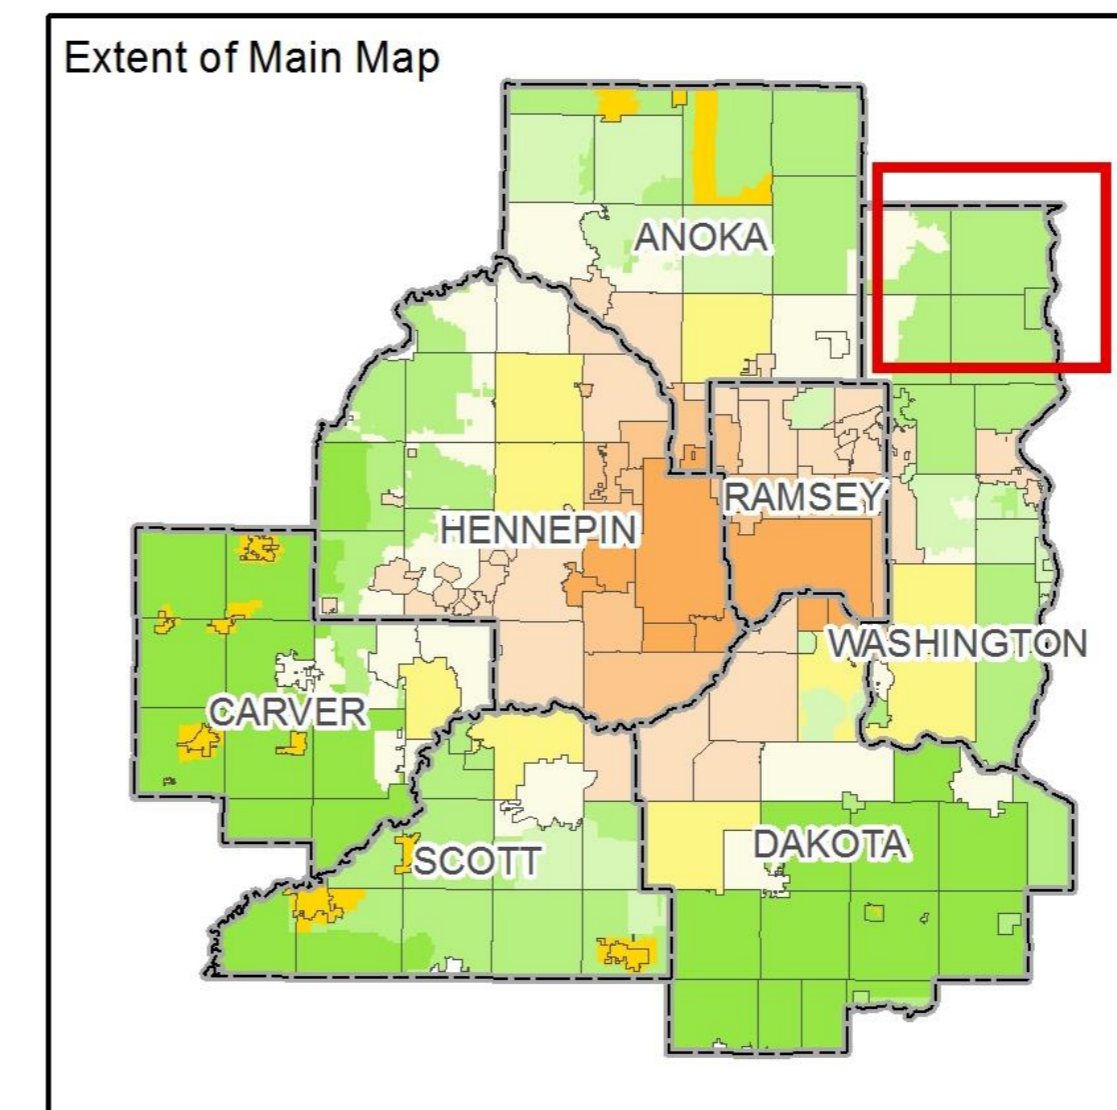 Extent of Main Map
ANOKA
RAMSEY
HENNEPIN
WASHINGTON
CARVER
DAKOTA
SCOTT